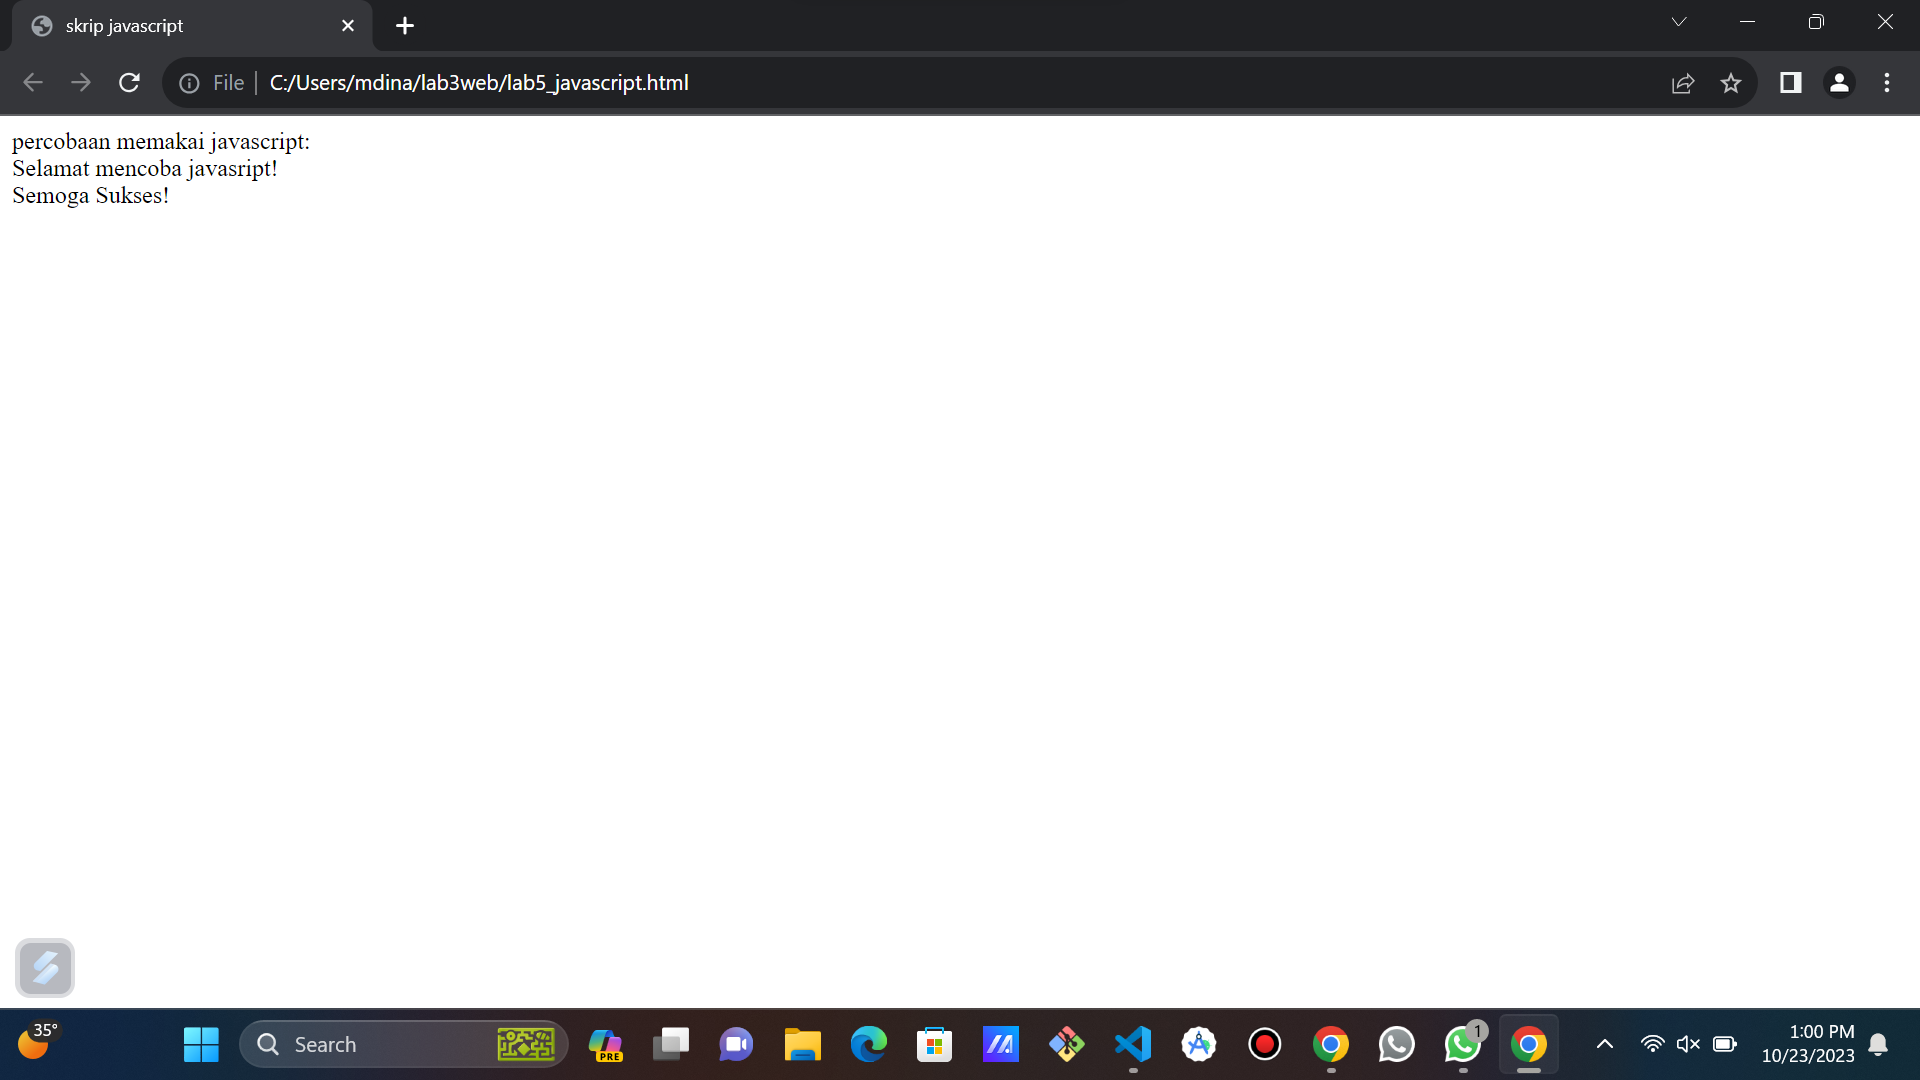 skrip javascript
File
C:/Users/mdina/lab3web/lab5_javascript.html
percobaan memakai javascript:
Selamat mencoba javasript!
Semoga Sukses!
35°
Search
PRE
1
1:00 PM
10/23/2023